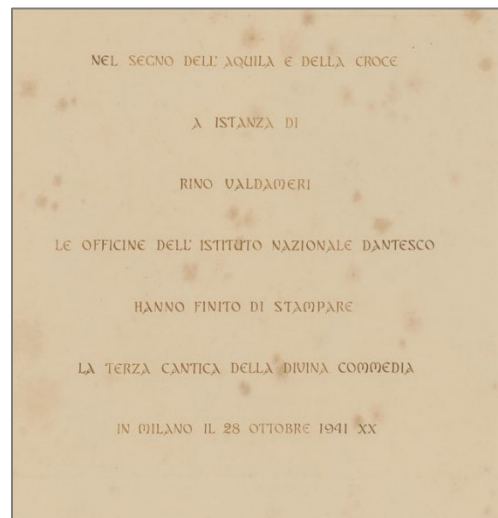 NEL SEGNO DELL' AQUILA E DELLA CROCE
A ISTANZA DI
RINO VALDAMERI
LE OFFICINE DELL' ISTITUTO NAZIONALE DANTESCO
HANNO FINITO DI STAMPARE
LA TERZA CANTICA DELLA DIVINA COMMEDIA
IN MILANO IL 28 OTTOBRE 1941 XX